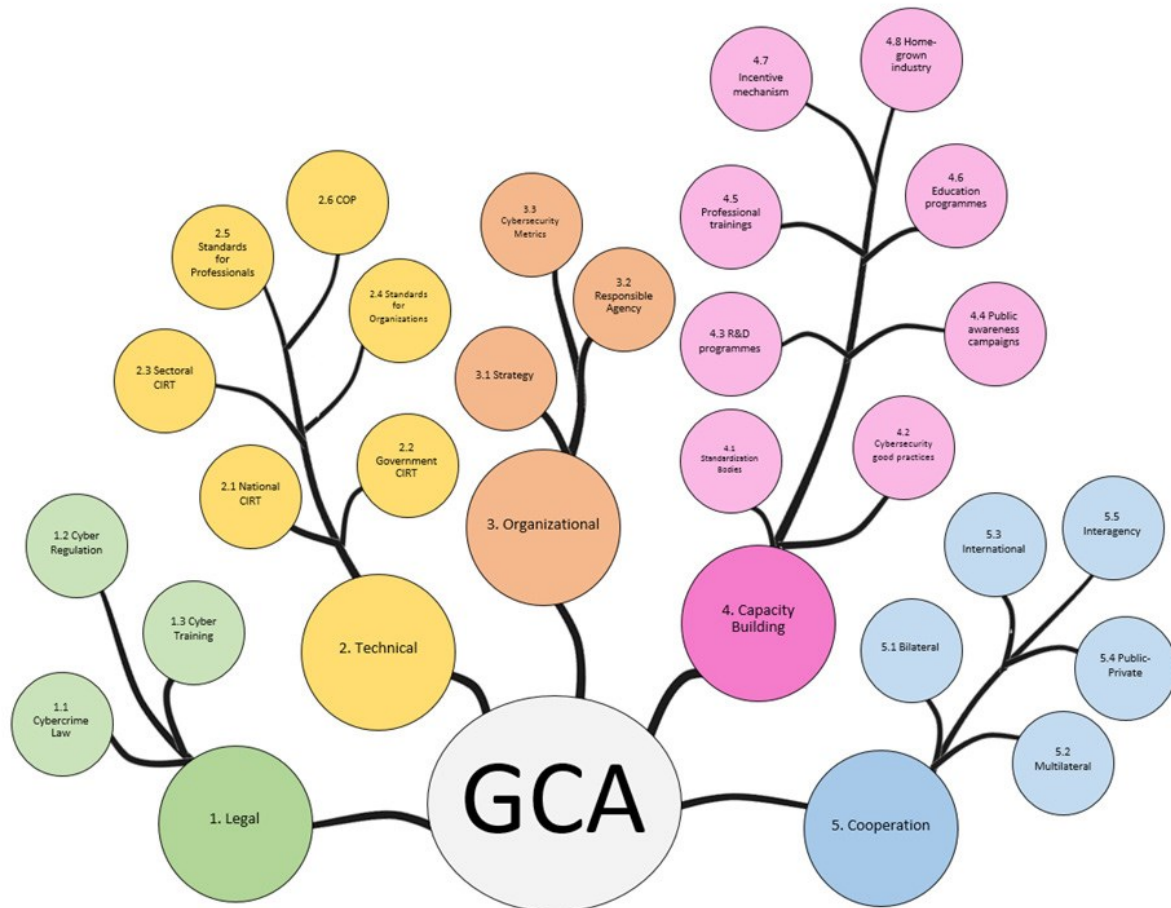 GCA
1. Legal
1.1
Cybercrime
Law
1.2 Cyber
Regulation
1.3 Cyber
Training
2. Technical
2.1 National
CIRT
2.2
Government
CIRT
2.3 Sectoral
CIRT
2.4 Standards
for
Organizations
2.5
Standards
for
Professionals
2.6 COP
3. Organizational
3.1 Strategy
3.2
Responsible
Agency
3.3
Cybersecurity
Metrics
4. Capacity
Building
4.1
Standardization
Bodies
4.2
Cybersecurity
good practices
4.3 R&D
programmes
4.4 Public
awareness
campaigns
4.5
Professional
trainings
4.6
Education
programmes
4.7
Incentive
mechanism
4.8 Home-
grown
industry
5. Cooperation
5.1 Bilateral
5.2
Multilateral
5.3
International
5.4 Public-
Private
5.5
Interagency